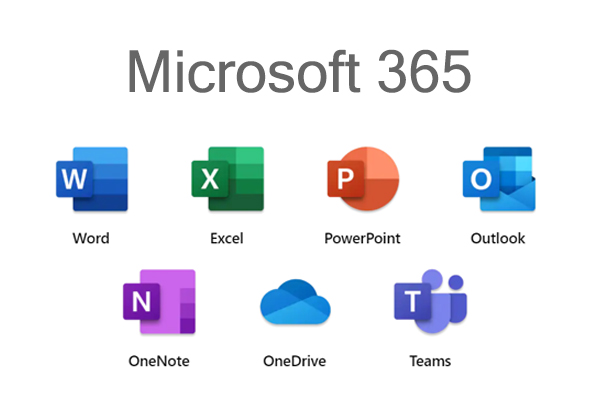 Microsoft 365
W X P O
Word Excel PowerPoint Outlook
N T
OneNote OneDrive Teams